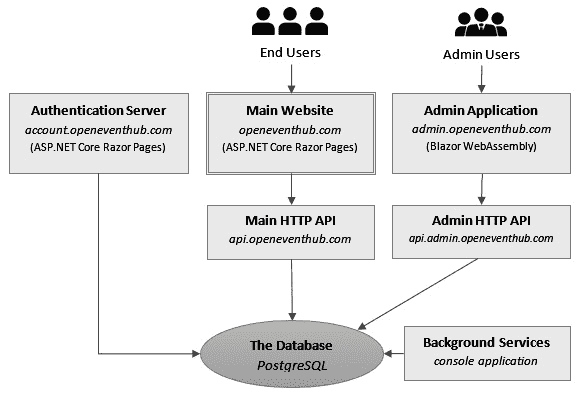 End Users
Admin Users
Authentication Server
account.openeventhub.com
(ASP.NET Core Razor Pages)
Main Website
openeventhub.com
(ASP.NET Core Razor Pages)
Admin Application
admin.openeventhub.com
(Blazor WebAssembly)
Main HTTP API
api.openeventhub.com
Admin HTTP API
api.admin.openeventhub.com
The Database
PostgreSQL
Background Services
console application